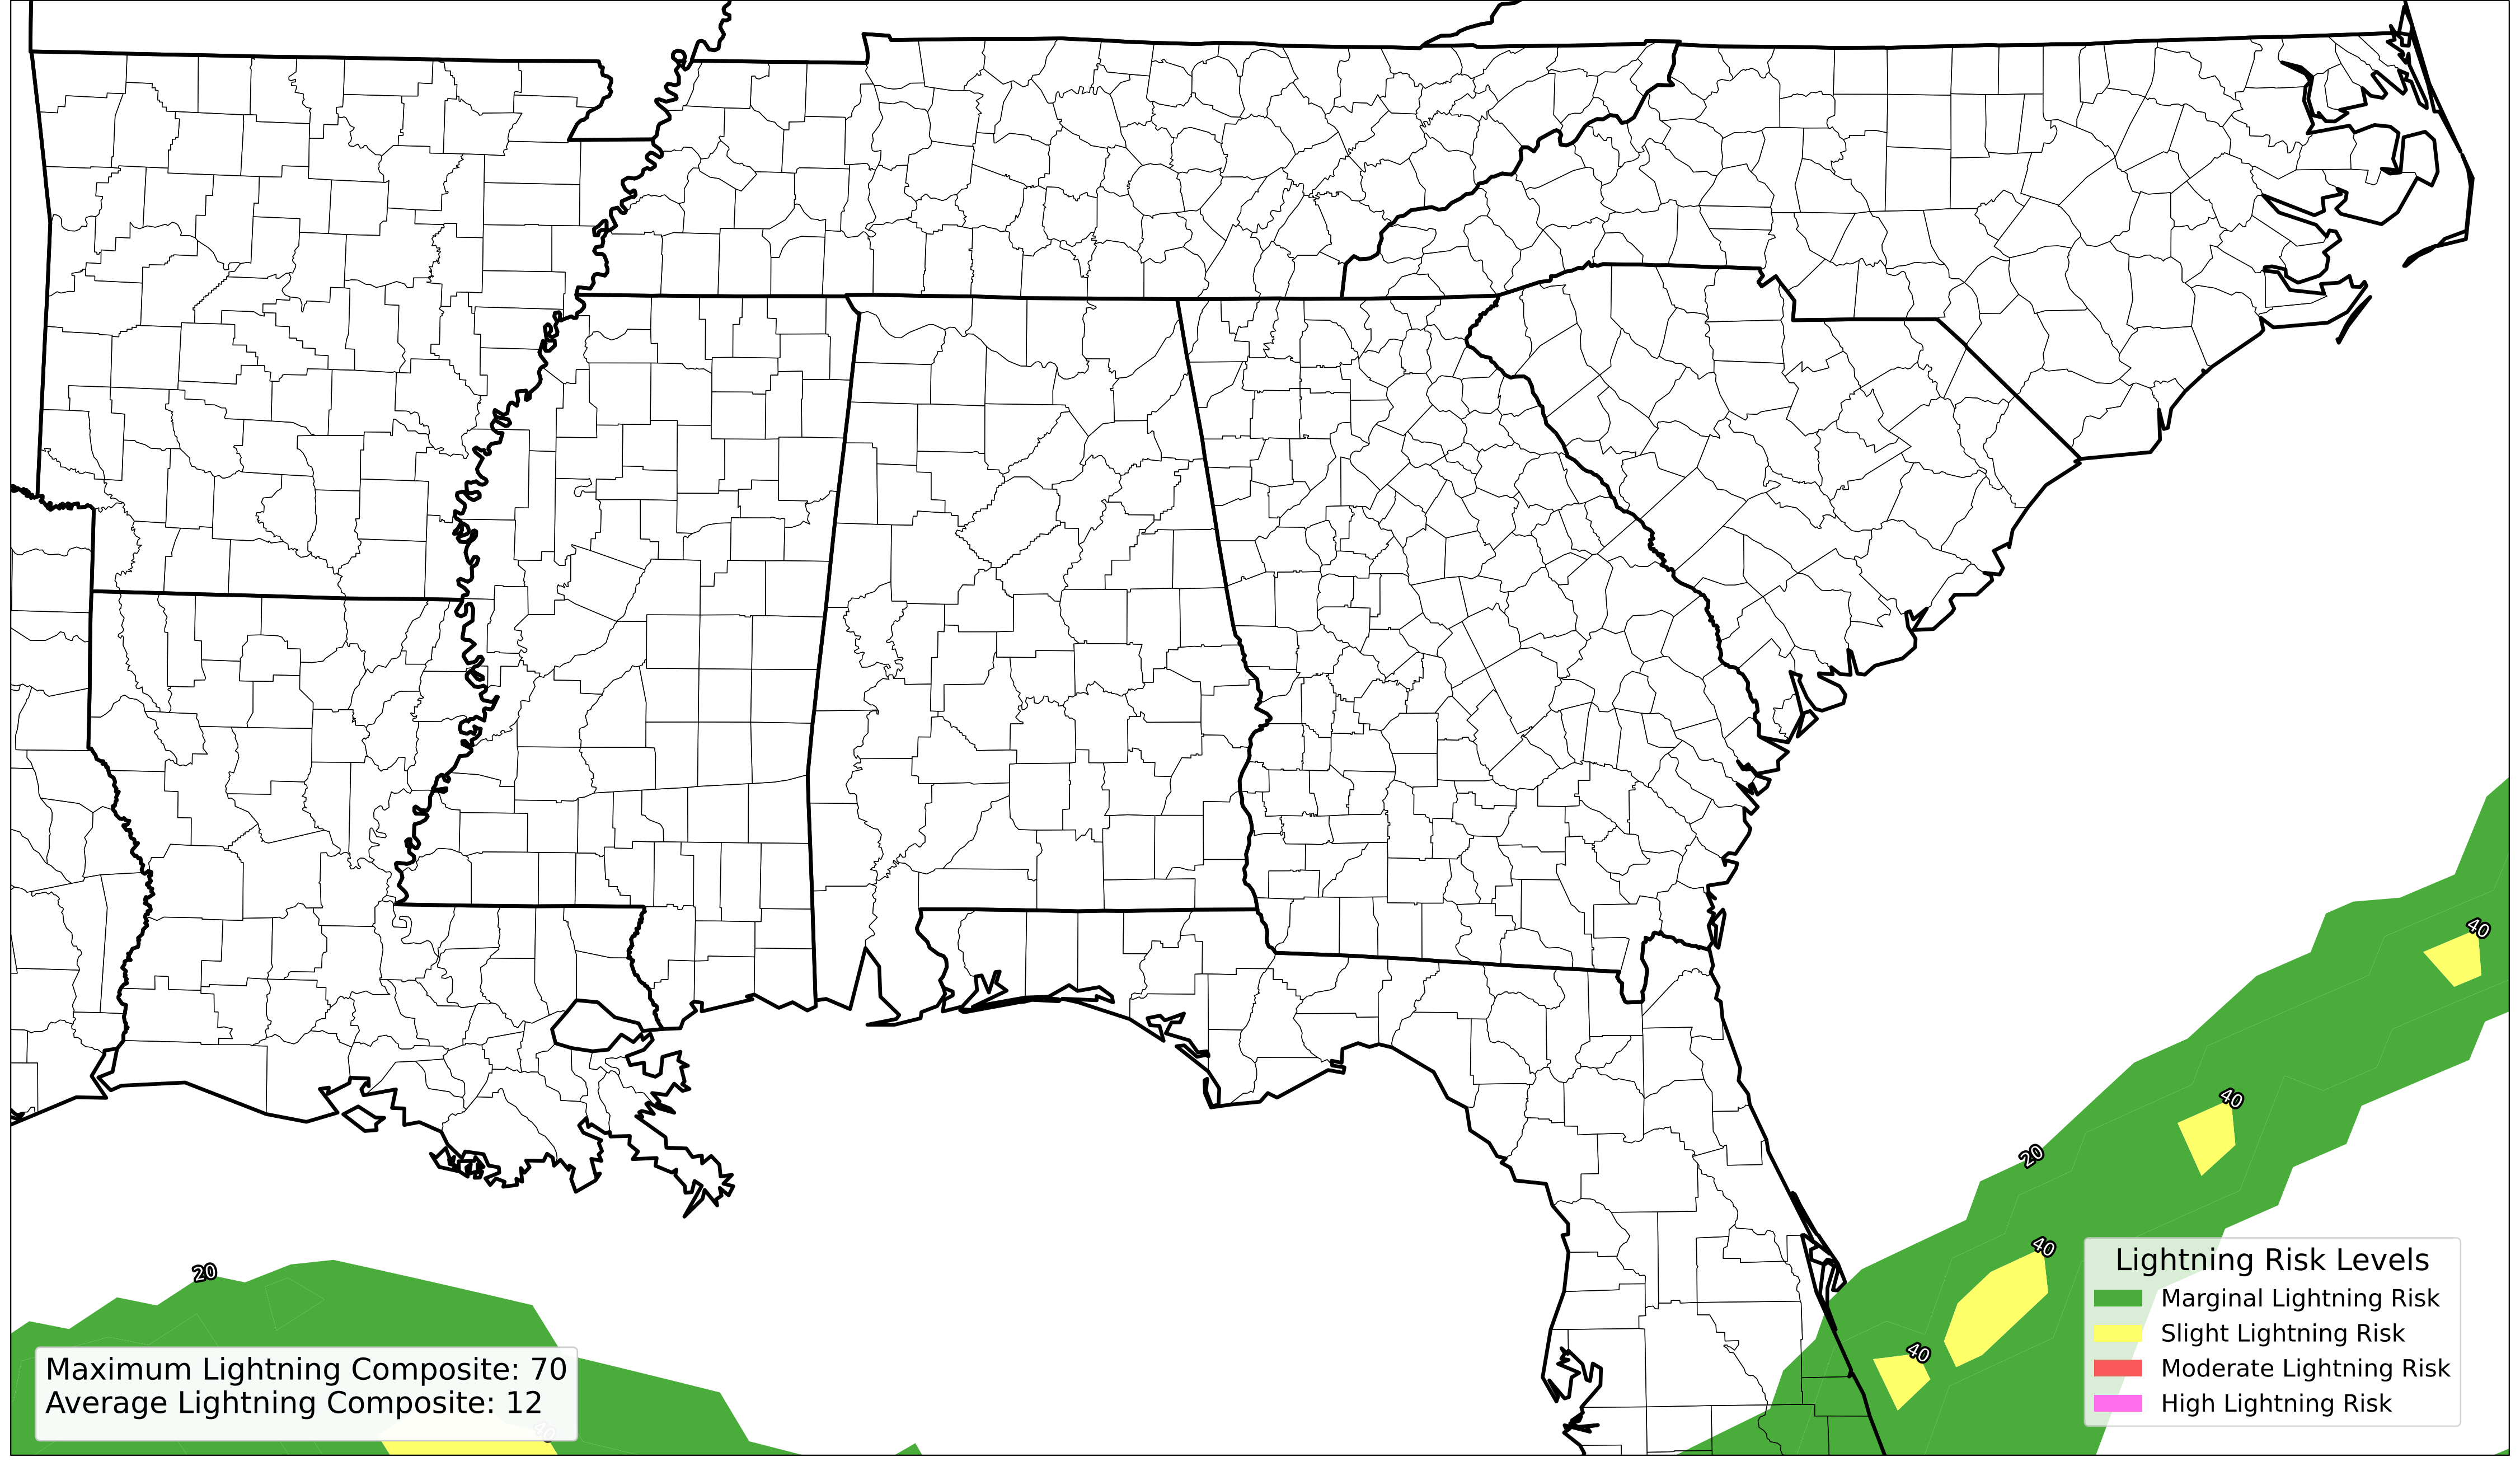 40
40
20
40
20
40
Lightning Risk Levels
Marginal Lightning Risk
Slight Lightning Risk
Moderate Lightning Risk
High Lightning Risk
Maximum Lightning Composite: 70
Average Lightning Composite: 12
40